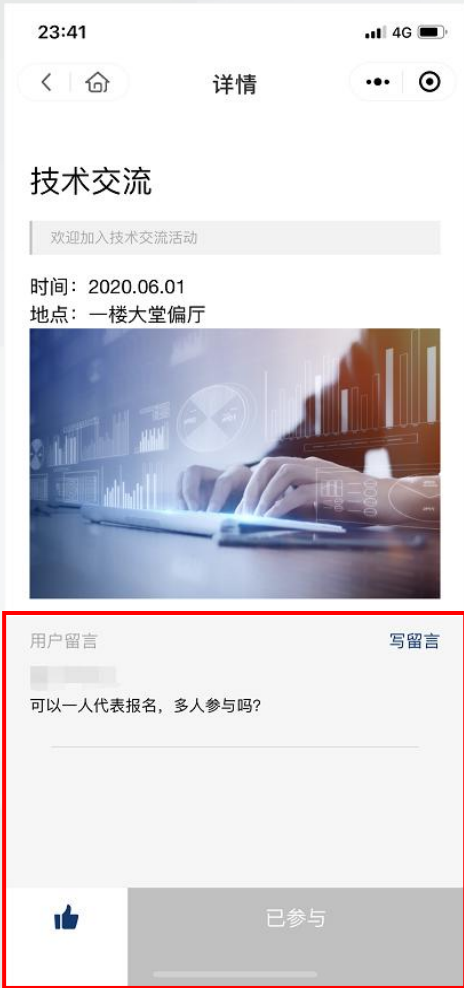 23:41
4G
详情
技术交流
欢迎加入技术交流活动
时间：2020.06.01
地点：一楼大堂偏厅
用户留言
写留言
可以一人代表报名，多人参与吗?
已参与